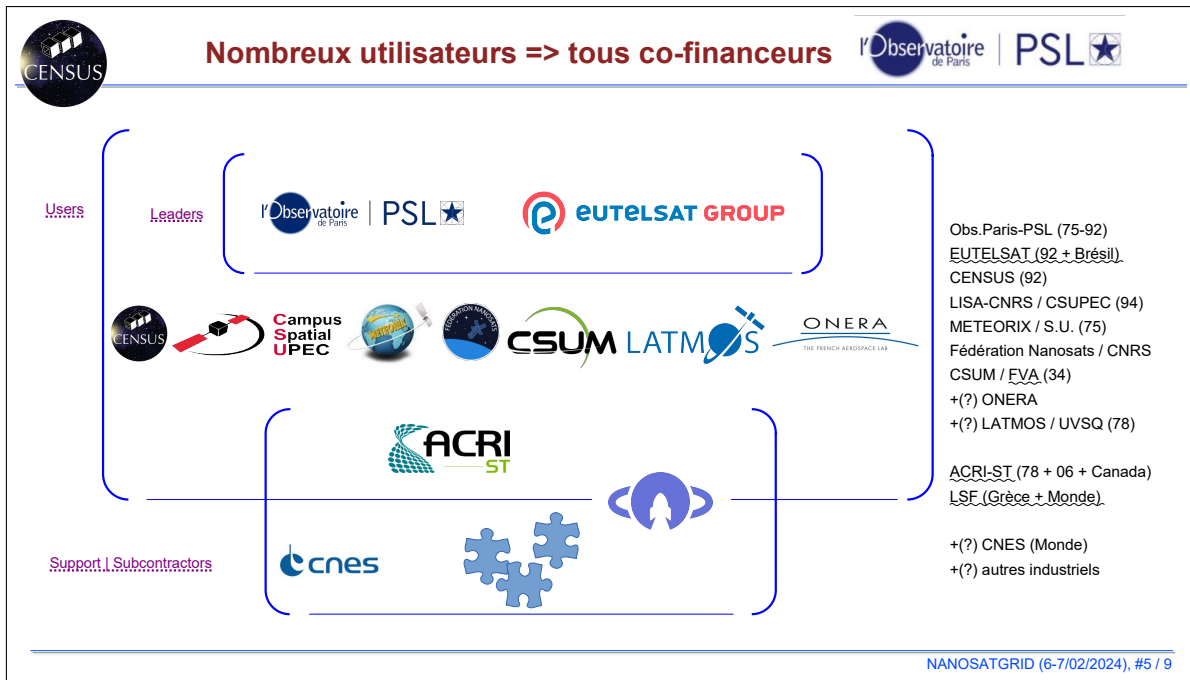 CENSUS
Nombreux utilisateurs => tous co-financeurs
l'Observatoire de Paris | PSL
Users
Leaders
l'Observatoire de Paris | PSL
eutelsat GROUP
CENSUS
Campus
Spatial
UPEC
METEORIX
FÉDÉRATION NANOSATS
CSUM
LATMOS
ONERA
THE FRENCH AEROSPACE LAB
ACRI
ST
Support | Subcontractors
cnes
Obs.Paris-PSL (75-92)
EUTELSAT (92 + Brésil)
CENSUS (92)
LISA-CNRS / CSUPEC (94)
METEORIX / S.U. (75)
Fédération Nanosats / CNRS
CSUM / FVA (34)
+(?) ONERA
+(?) LATMOS / UVSQ (78)
ACRI-ST (78 + 06 + Canada)
LSF (Grèce + Monde)
+(?) CNES (Monde)
+(?) autres industriels
NANOSATGRID (6-7/02/2024), #5 / 9